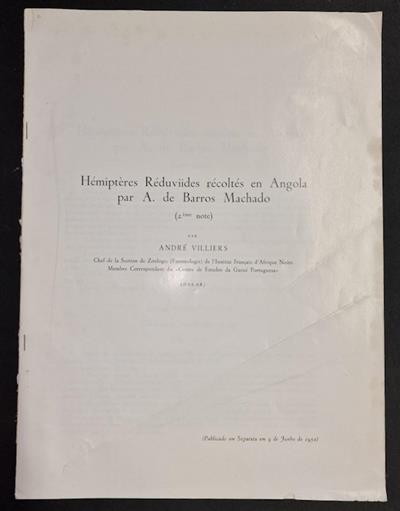 Hémiptères Réduviides récoltés en Angola
par A. de Barros Machado
(2.ème note)
PAR
ANDRÉ VILLIERS
Chef de la Section de Zoologie (Entomologie) de l'Institut Français d'Afrique Noire
Membre Correspondant du «Centro de Estudos da Guiné Portuguesa»
(DAKAR)
(Publicado em Separata em 9 de Junho de 1952)